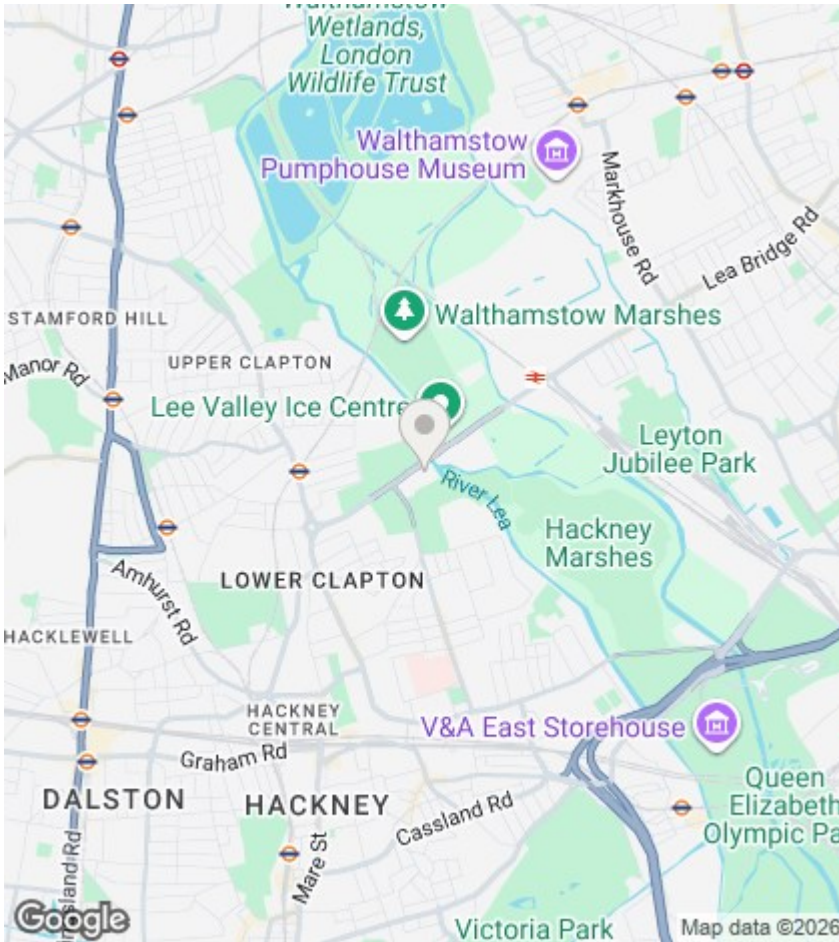 Walthamstow
Wetlands,
London
Wildlife Trust
Walthamstow
Pumphouse Museum
Markhouse Rd
Lea Bridge Rd
STAMFORD HILL
Walthamstow Marshes
UPPER CLAPTON
Manor Rd
Lee Valley Ice Centre
Leyton
Jubilee Park
River Lea
Hackney
Marshes
LOWER CLAPTON
Amhurst Rd
HACKLEWELL
HACKNEY
CENTRAL
V&A East Storehouse
Graham Rd
Queen
Elizabeth
Olympic Pa
DALSTON
HACKNEY
Cassland Rd
Mare St
Google
Victoria Park
Map data ©202